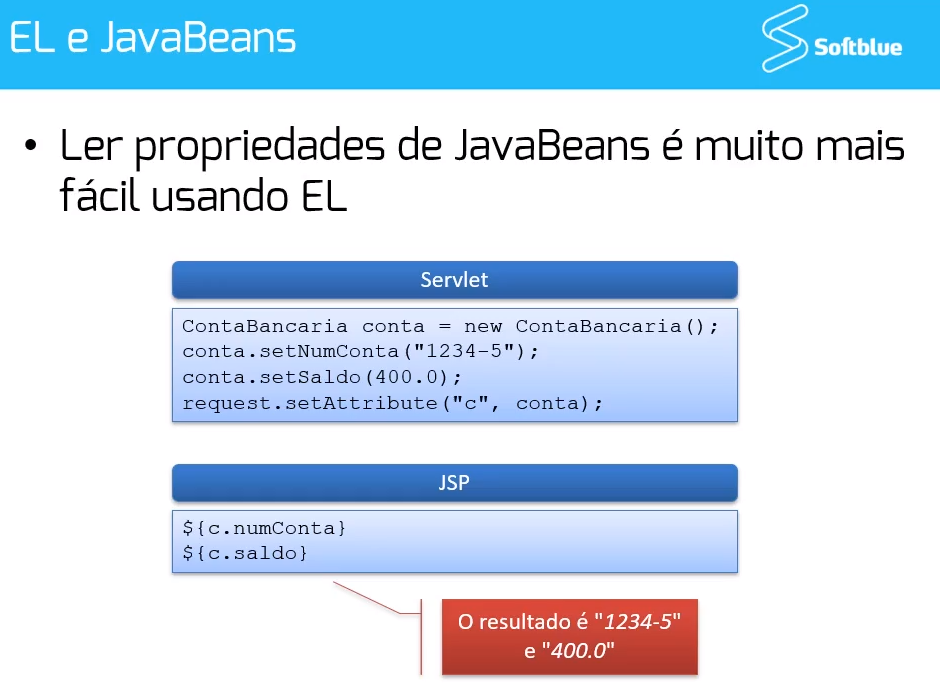 EL e JavaBeans
Softblue
• Ler propriedades de JavaBeans é muito mais
fácil usando EL
Servlet
ContaBancaria conta = new ContaBancaria();
conta.setNumConta("1234-5");
conta.setSaldo(400.0);
request.setAttribute("c", conta);
JSP
${c.numConta}
${c.saldo}
O resultado é "1234-5"
e "400.0"